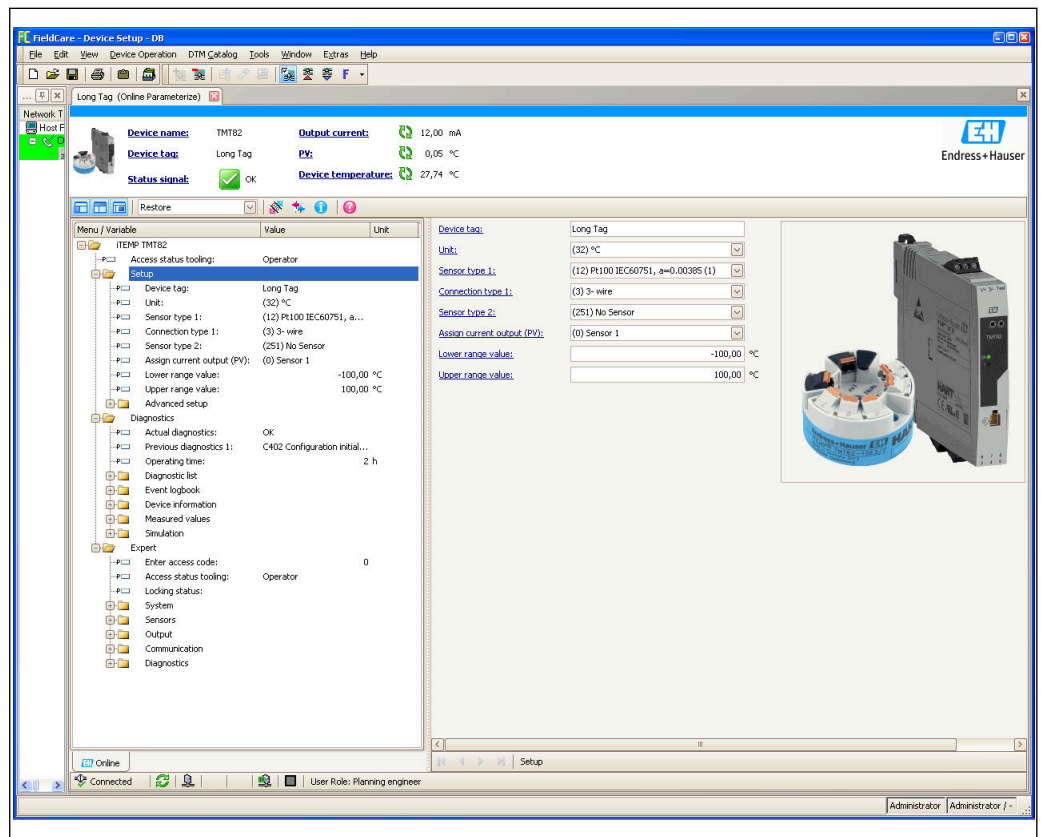 FieldCare - Device Setup - DB
File Edit View Device Operation DTM Catalog Tools Window Extras Help
F
...
Long Tag (Online Parameterize)
Network T
Host F
D
Device name: TMT82 Output current: 12,00 mA
Device tag: Long Tag PV: 0,05 °C
Status signal: OK Device temperature: 27,74 °C
EH
Endress+Hauser
Restore
Menu / Variable Value Unit
iTEMP TMT82
Access status tooling: Operator
Setup
Device tag: Long Tag
Unit: (32) °C
Sensor type 1: (12) Pt100 IEC60751, a...
Connection type 1: (3) 3- wire
Sensor type 2: (251) No Sensor
Assign current output (PV): (0) Sensor 1
Lower range value: -100,00 °C
Upper range value: 100,00 °C
Advanced setup
Diagnostics
Actual diagnostics: OK
Previous diagnostics 1: C402 Configuration initial...
Operating time: 2 h
Diagnostic list
Event logbook
Device information
Measured values
Simulation
Expert
Enter access code: 0
Access status tooling: Operator
Locking status:
System
Sensors
Output
Communication
Diagnostics
Device tag: Long Tag
Unit: (32) °C
Sensor type 1: (12) Pt100 IEC60751, a=0.00385 (1)
Connection type 1: (3) 3- wire
Sensor type 2: (251) No Sensor
Assign current output (PV): (0) Sensor 1
Lower range value: -100,00 °C
Upper range value: 100,00 °C
TMT82
HART
Endress+Hauser EH
HART
Online
Setup
Connected
User Role: Planning engineer
Administrator Administrator / -